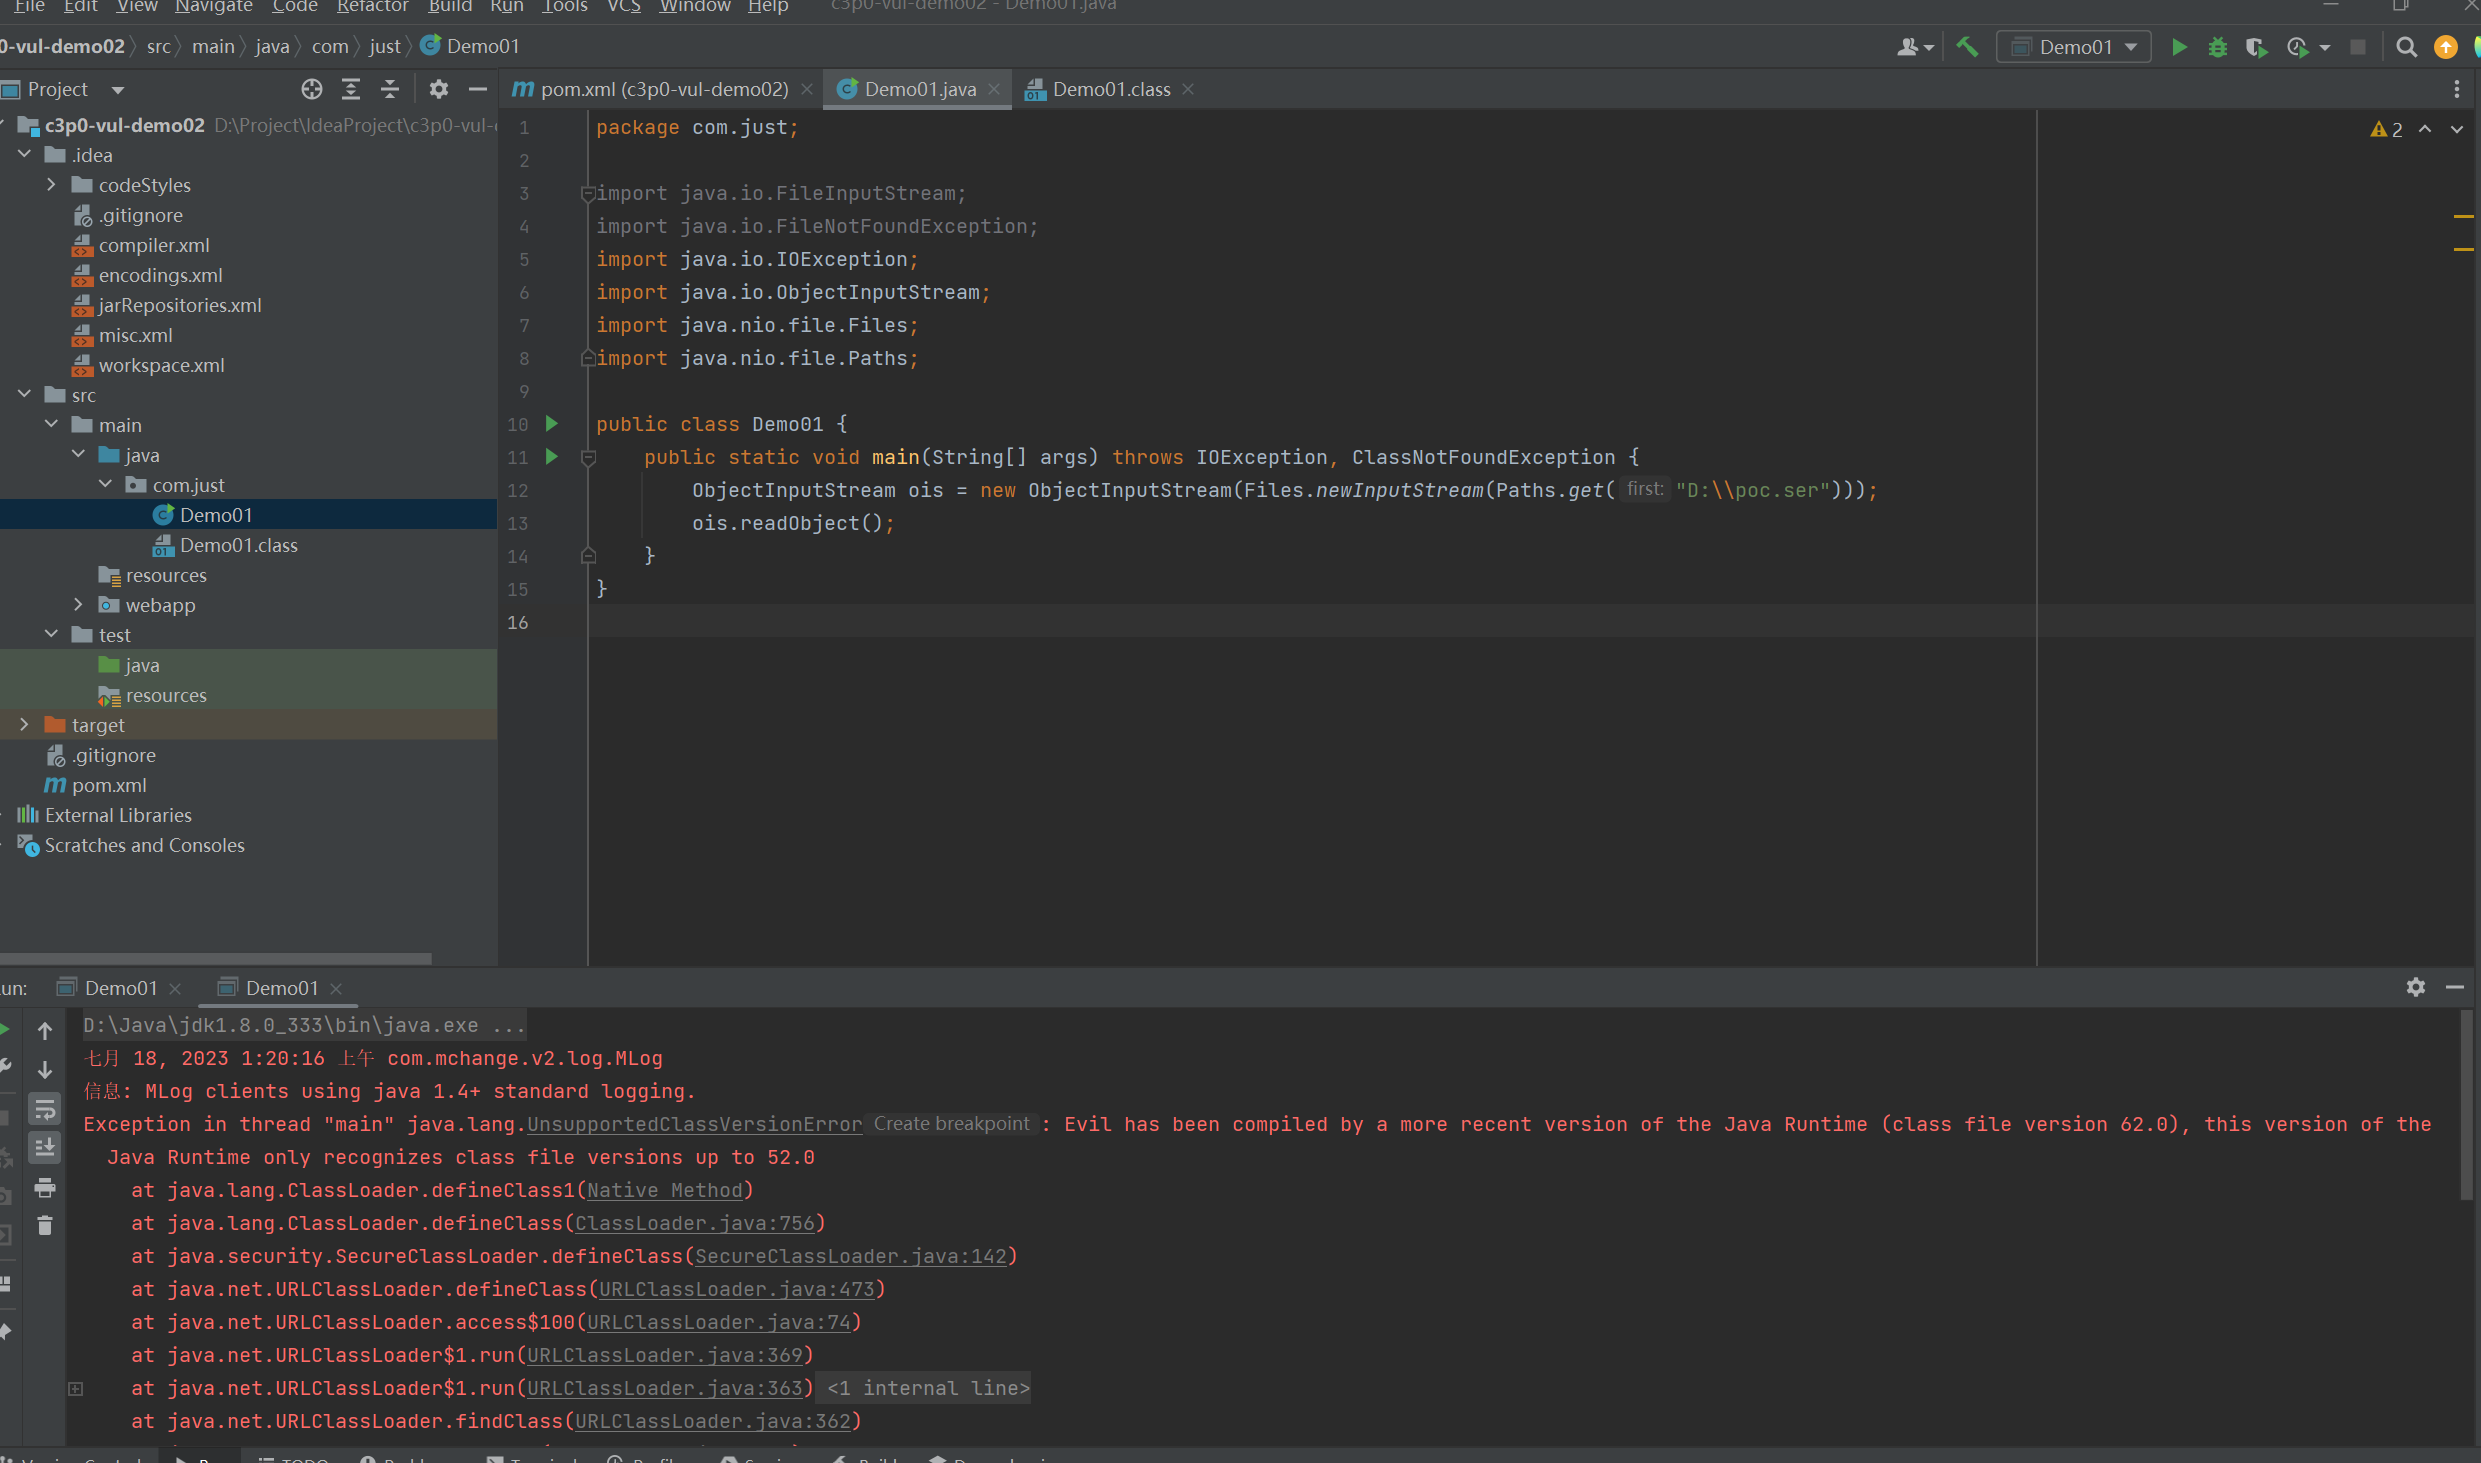 File Edit View Navigate Code Refactor Build Run Tools VCS Window Help c3p0-vul-demo02 - Demo01.java
0-vul-demo02 src main java com just Demo01
Demo01
Project
pom.xml (c3p0-vul-demo02) Demo01.java Demo01.class
c3p0-vul-demo02 D:\Project\IdeaProject\c3p0-vul-
.idea
codeStyles
.gitignore
compiler.xml
encodings.xml
jarRepositories.xml
misc.xml
workspace.xml
src
main
java
com.just
Demo01
Demo01.class
resources
webapp
test
java
resources
target
.gitignore
pom.xml
External Libraries
Scratches and Consoles
2
1 package com.just;
2
3 import java.io.FileInputStream;
4 import java.io.FileNotFoundException;
5 import java.io.IOException;
6 import java.io.ObjectInputStream;
7 import java.nio.file.Files;
8 import java.nio.file.Paths;
9
10 public class Demo01 {
11 public static void main(String[] args) throws IOException, ClassNotFoundException {
12 ObjectInputStream ois = new ObjectInputStream(Files.newInputStream(Paths.get( first: "D:\\poc.ser")));
13 ois.readObject();
14 }
15 }
16
un: Demo01 Demo01
D:\Java\jdk1.8.0_333\bin\java.exe ...
七月 18, 2023 1:20:16 上午 com.mchange.v2.log.MLog
信息: MLog clients using java 1.4+ standard logging.
Exception in thread "main" java.lang.UnsupportedClassVersionError Create breakpoint : Evil has been compiled by a more recent version of the Java Runtime (class file version 62.0), this version of the
Java Runtime only recognizes class file versions up to 52.0
at java.lang.ClassLoader.defineClass1(Native Method)
at java.lang.ClassLoader.defineClass(ClassLoader.java:756)
at java.security.SecureClassLoader.defineClass(SecureClassLoader.java:142)
at java.net.URLClassLoader.defineClass(URLClassLoader.java:473)
at java.net.URLClassLoader.access$100(URLClassLoader.java:74)
at java.net.URLClassLoader$1.run(URLClassLoader.java:369)
at java.net.URLClassLoader$1.run(URLClassLoader.java:363) <1 internal line>
at java.net.URLClassLoader.findClass(URLClassLoader.java:362)